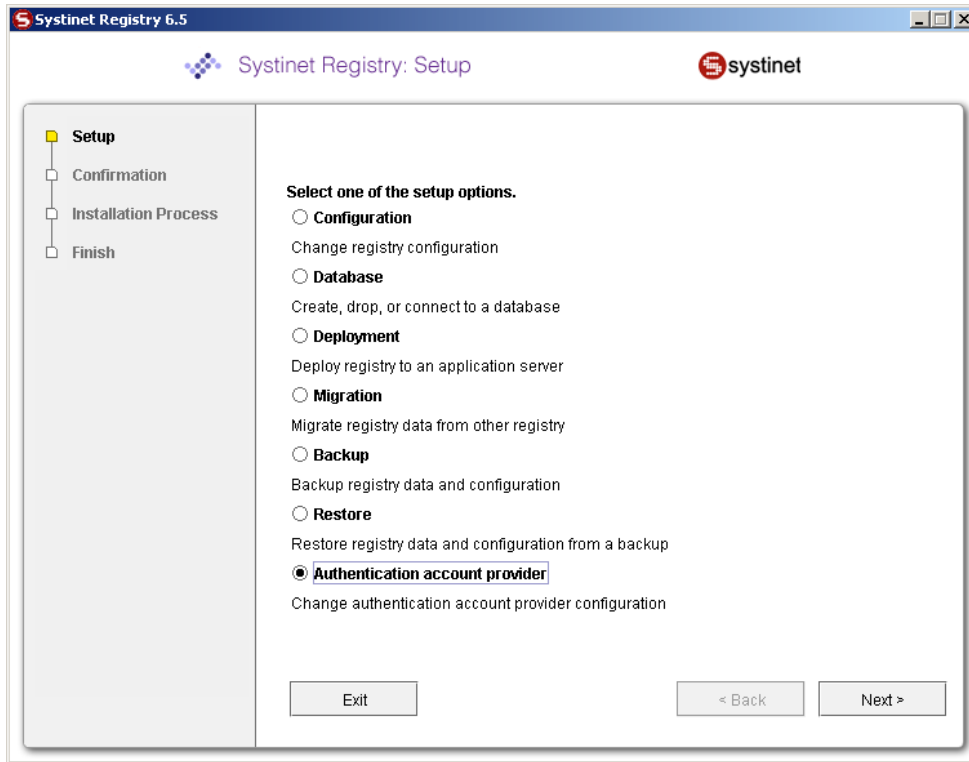 Systinet Registry 6.5
Systinet Registry: Setup
systinet
Setup
Confirmation
Installation Process
Finish
Select one of the setup options.
Configuration
Change registry configuration
Database
Create, drop, or connect to a database
Deployment
Deploy registry to an application server
Migration
Migrate registry data from other registry
Backup
Backup registry data and configuration
Restore
Restore registry data and configuration from a backup
Authentication account provider
Change authentication account provider configuration
Exit
< Back
Next >